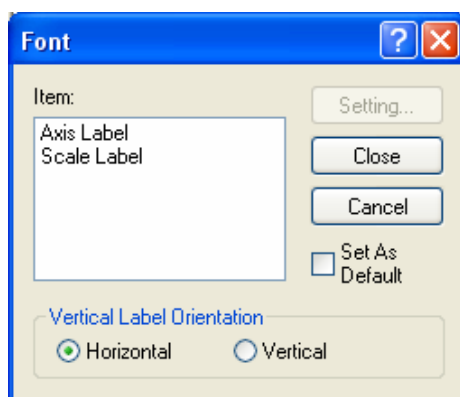 Font
Item:
Axis Label
Scale Label
Setting...
Close
Cancel
Set As
Default
Vertical Label Orientation
Horizontal
Vertical